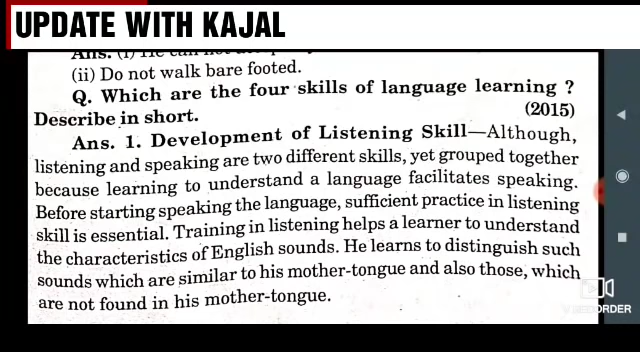 UPDATE WITH KAJAL
Ans. (i) He can not
(ii) Do not walk bare footed.
Q. Which are the four skills of language learning ?
Describe in short. (2015)
Ans. 1. Development of Listening Skill—Although,
listening and speaking are two different skills, yet grouped together
because learning to understand a language facilitates speaking.
Before starting speaking the language, sufficient practice in listening
skill is essential. Training in listening helps a learner to understand
the characteristics of English sounds. He learns to distinguish such
sounds which are similar to his mother-tongue and also those, which
are not found in his mother-tongue.